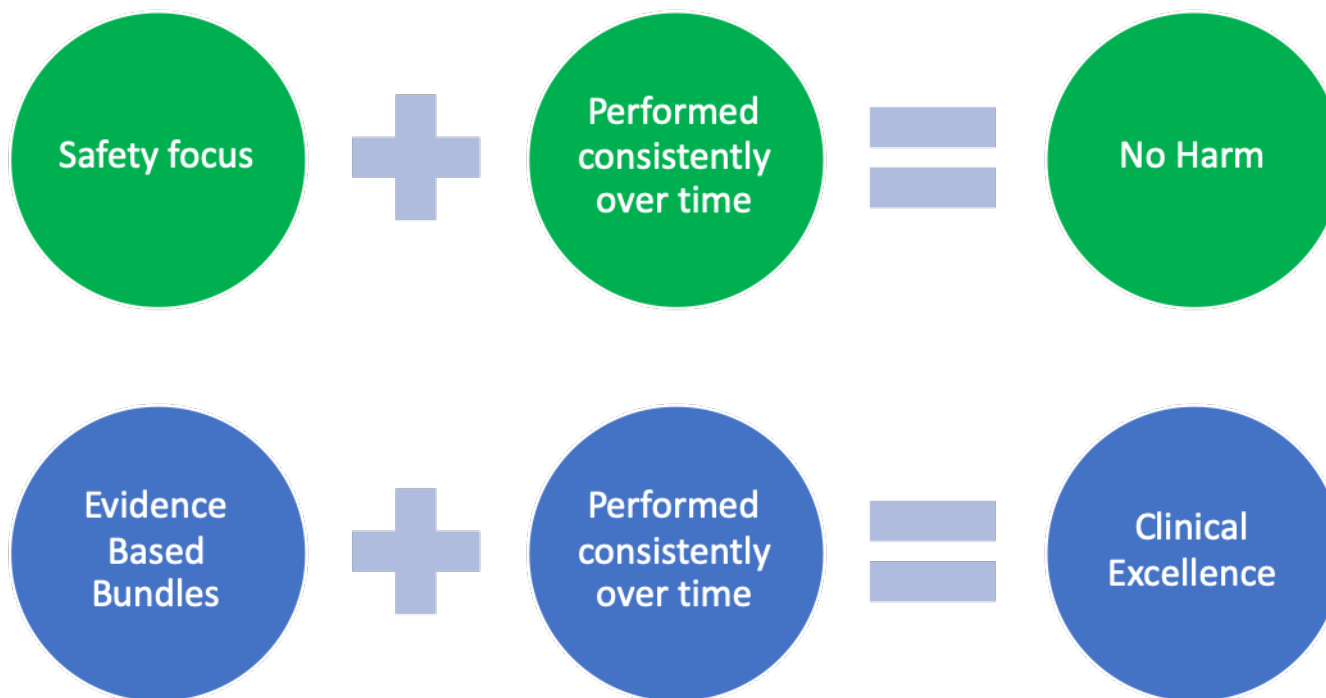 Safety focus
Performed
consistently
over time
No Harm
Evidence
Based
Bundles
Performed
consistently
over time
Clinical
Excellence